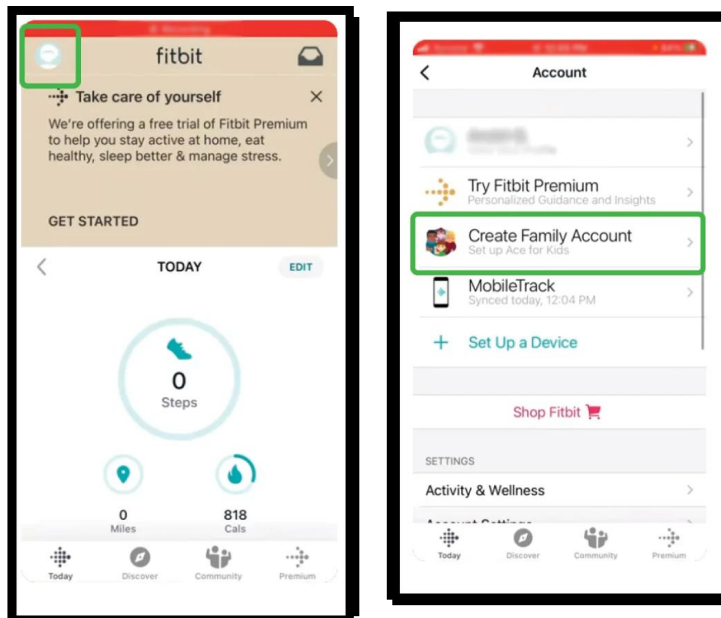 fitbit
Take care of yourself
We're offering a free trial of Fitbit Premium
to help you stay active at home, eat
healthy, sleep better & manage stress.
GET STARTED
TODAY
EDIT
0
Steps
0
Miles
818
Cals
Today
Discover
Community
Premium
Account
Try Fitbit Premium
Personalized Guidance and Insights
Create Family Account
Set up Ace for Kids
MobileTrack
Synced today, 12:04 PM
+ Set Up a Device
Shop Fitbit
SETTINGS
Activity & Wellness
Today
Discover
Community
Premium